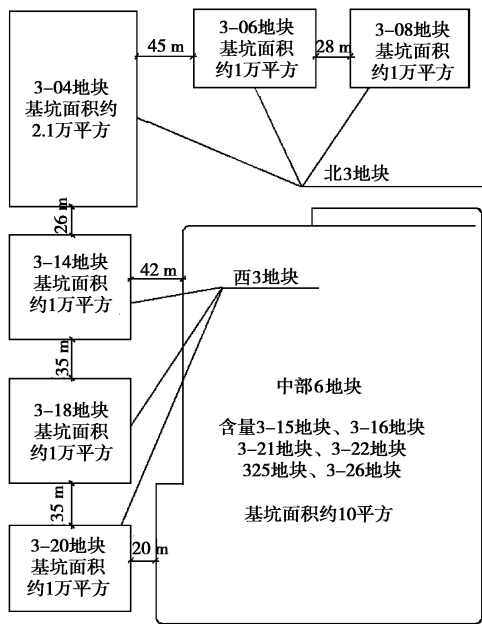 3-04地块
基坑面积约
2.1万平方
45 m
3-06地块
基坑面积
约1万平方
28 m
3-08地块
基坑面积
约1万平方
北3地块
26 m
3-14地块
基坑面积
约1万平方
42 m
西3地块
35 m
3-18地块
基坑面积
约1万平方
35 m
3-20地块
基坑面积
约1万平方
20 m
中部6地块
含量3-15地块、3-16地块
3-21地块、3-22地块
325地块、3-26地块
基坑面积约10平方